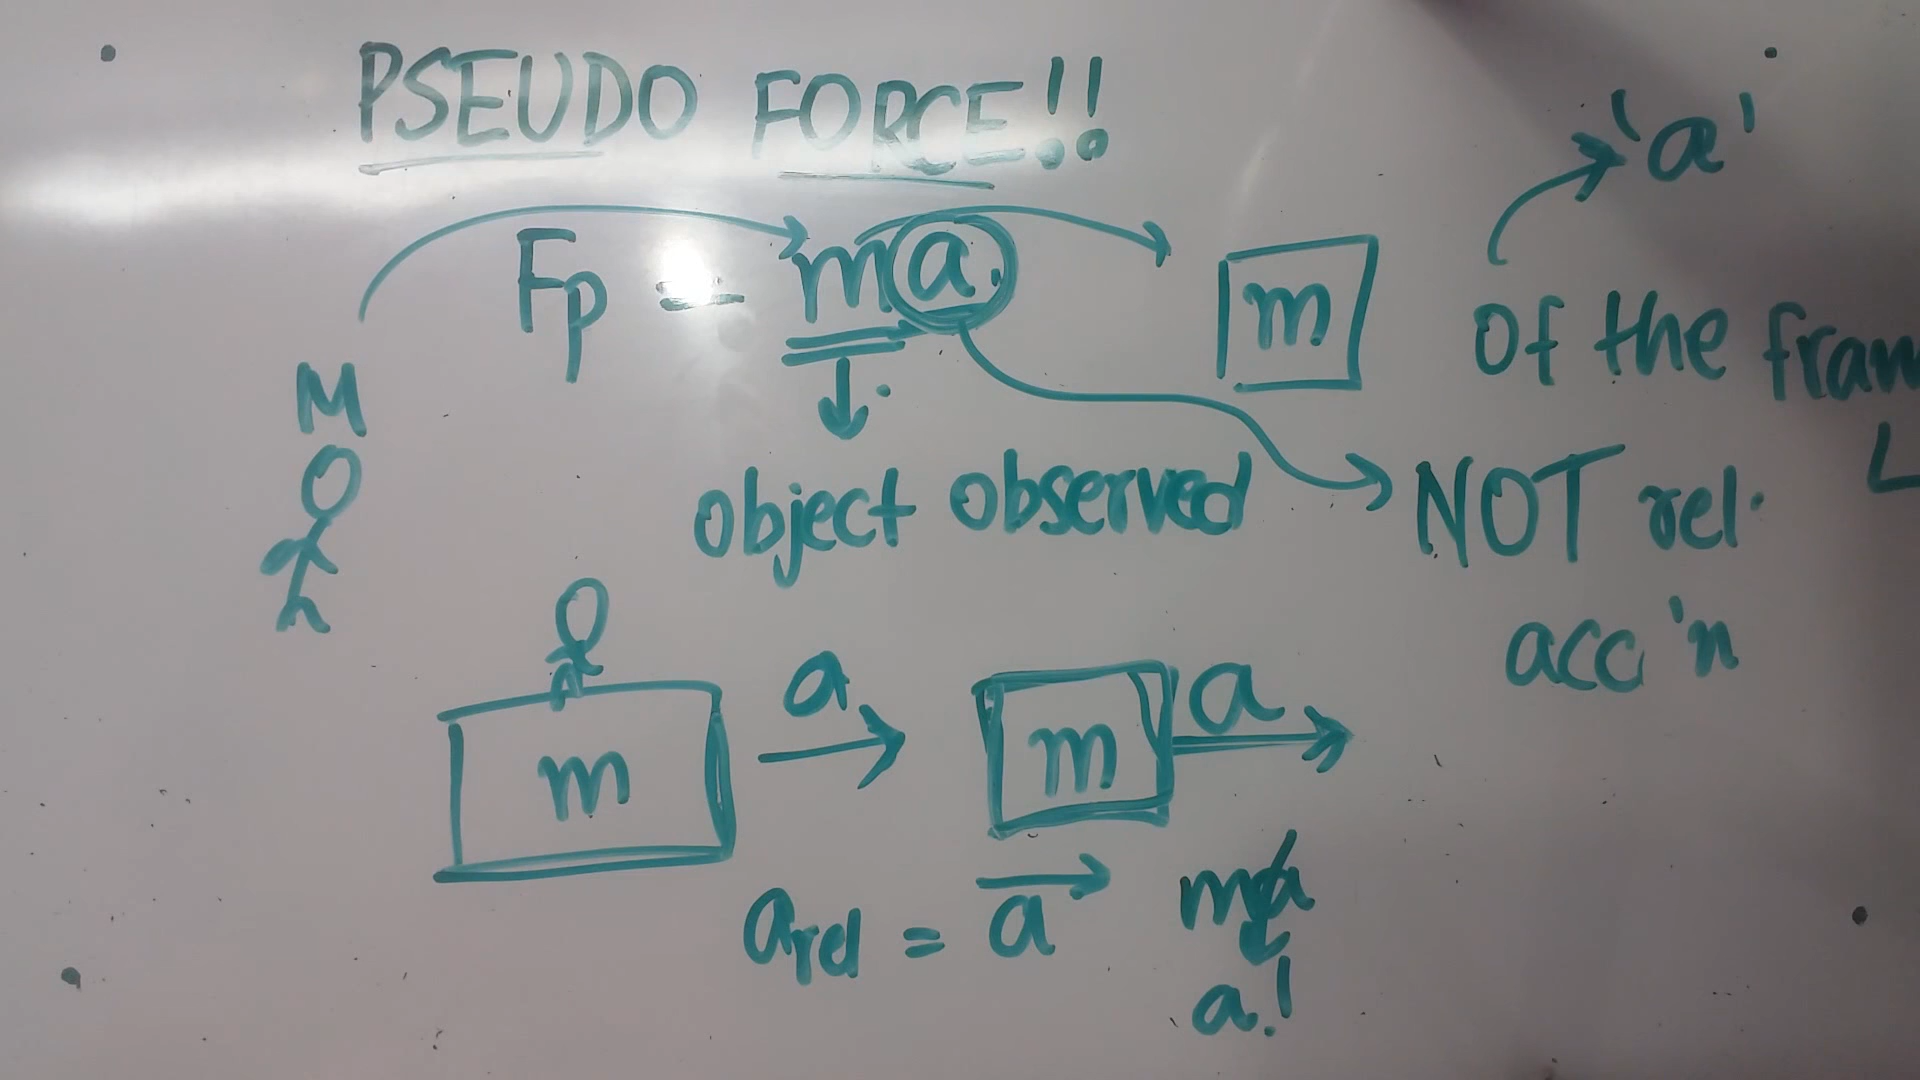 PSEUDO FORCE!!
'a'
Fp = ma.
m
of the fram
M
object observed
NOT rel.
acc'n
a
a
m
m
arel = a
ma
a!